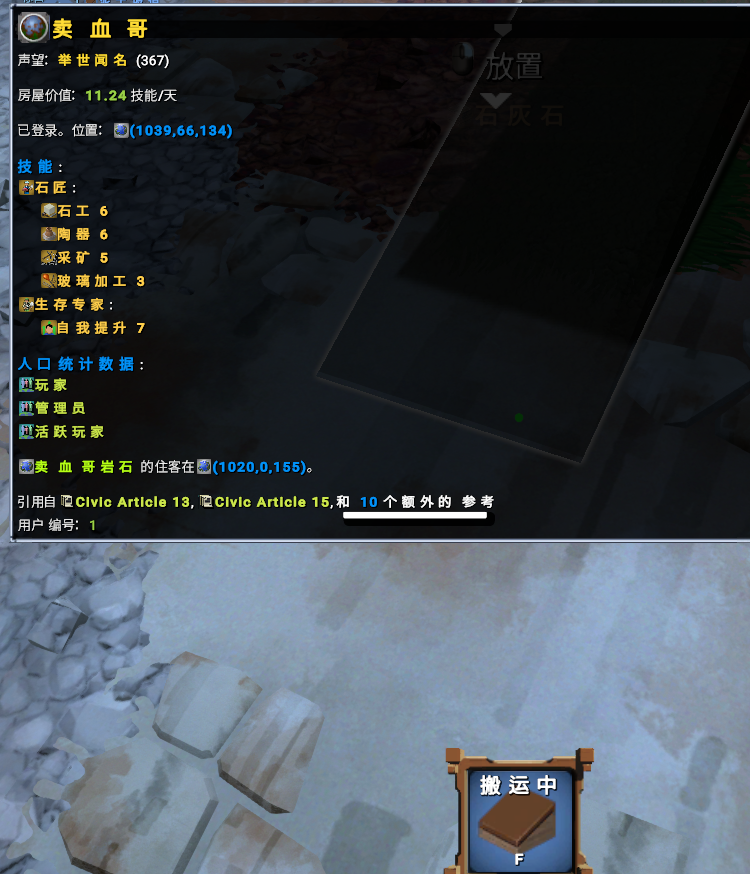 卖 血 哥
声望: 举世闻名 (367)
放置
房屋价值: 11.24 技能/天
石灰石
已登录。位置: (1039,66,134)
技能:
石匠:
石工 6
陶器 6
采矿 5
玻璃加工 3
生存专家:
自我提升 7
人口统计数据:
玩家
管理员
活跃玩家
卖 血 哥岩石 的住客在(1020,0,155)。
引用自 Civic Article 13, Civic Article 15,和 10 个额外的 参考
用户 编号: 1
搬运中
F